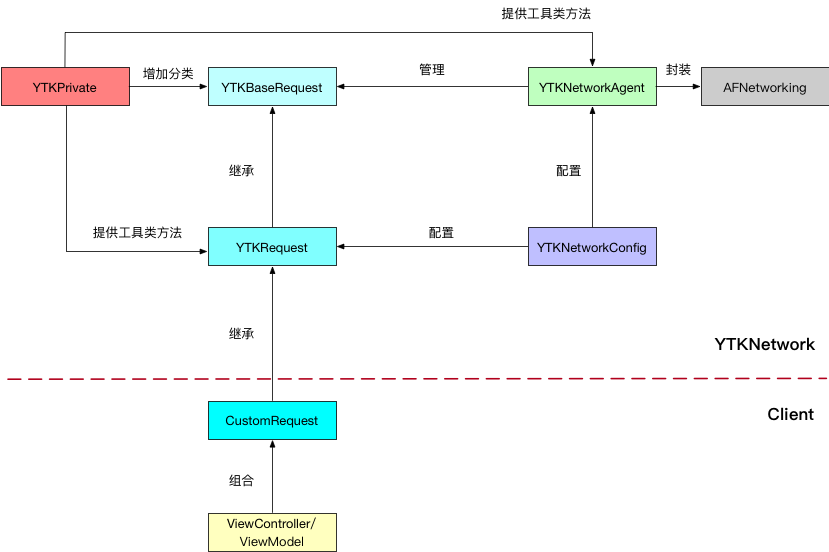 提供工具类方法
YTKPrivate
增加分类
YTKBaseRequest
管理
YTKNetworkAgent
封装
AFNetworking
继承
配置
提供工具类方法
YTKRequest
配置
YTKNetworkConfig
继承
YTKNetwork
CustomRequest
Client
组合
ViewController/
ViewModel